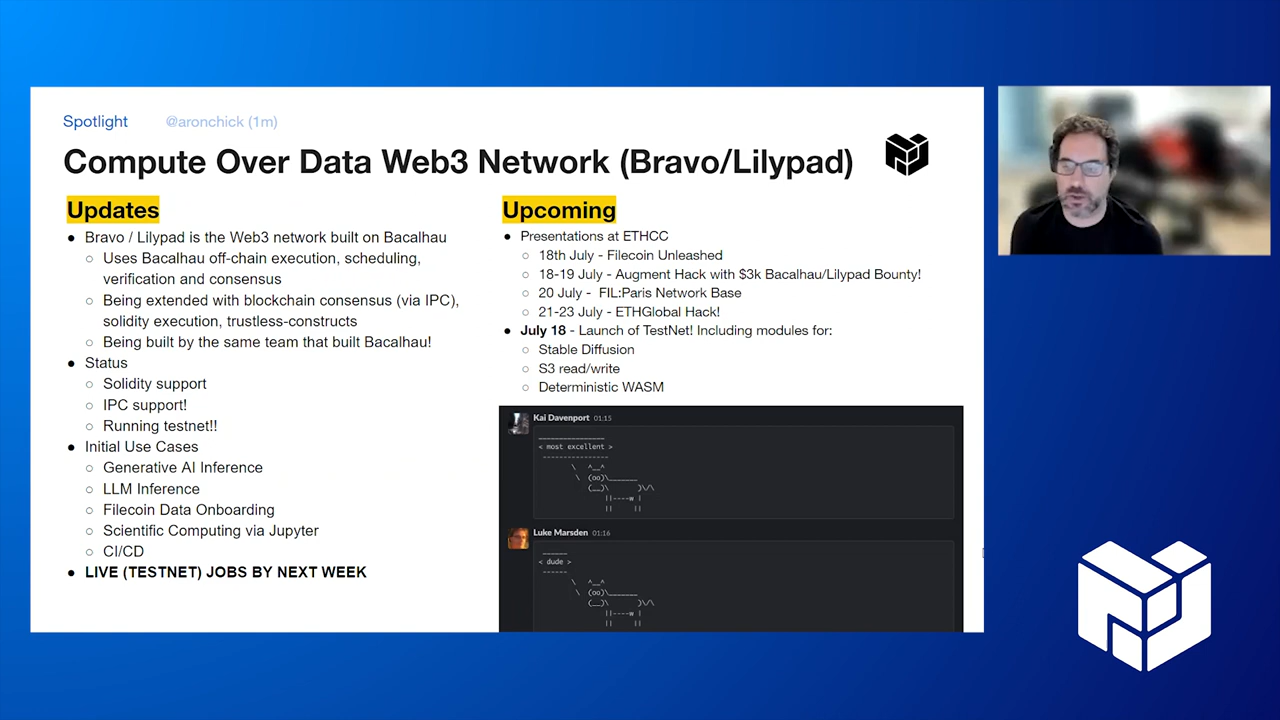 Spotlight @aronchick (1m)
Compute Over Data Web3 Network (Bravo/Lilypad)
Updates
● Bravo / Lilypad is the Web3 network built on Bacalhau
○ Uses Bacalhau off-chain execution, scheduling,
verification and consensus
○ Being extended with blockchain consensus (via IPC),
solidity execution, trustless-constructs
○ Being built by the same team that built Bacalhau!
● Status
○ Solidity support
○ IPC support!
○ Running testnet!!
● Initial Use Cases
○ Generative AI Inference
○ LLM Inference
○ Filecoin Data Onboarding
○ Scientific Computing via Jupyter
○ CI/CD
● LIVE (TESTNET) JOBS BY NEXT WEEK
Upcoming
● Presentations at ETHCC
○ 18th July - Filecoin Unleashed
○ 18-19 July - Augment Hack with $3k Bacalhau/Lilypad Bounty!
○ 20 July - FIL:Paris Network Base
○ 21-23 July - ETHGlobal Hack!
● July 18 - Launch of TestNet! Including modules for:
○ Stable Diffusion
○ S3 read/write
○ Deterministic WASM
Kai Davenport 01:15
< most excellent >
Luke Marsden 01:16
< dude >